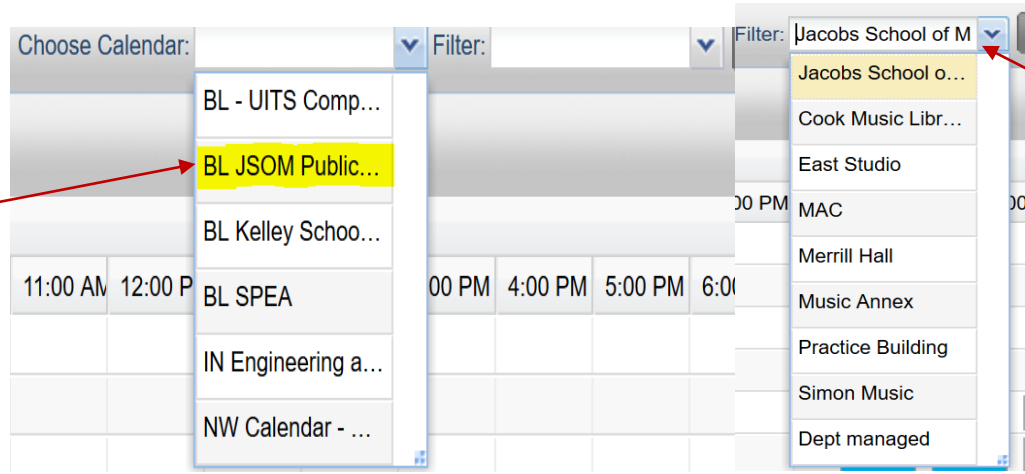 Choose Calendar:
Filter:
BL - UITS Comp...
BL JSOM Public...
BL Kelley Schoo...
BL SPEA
IN Engineering a...
NW Calendar - ...
11:00 AM 12:00 P 00 PM 4:00 PM 5:00 PM 6:00
Filter: Jacobs School of M
Jacobs School o...
Cook Music Libr...
East Studio
00 PM
MAC
Merrill Hall
Music Annex
Practice Building
Simon Music
Dept managed